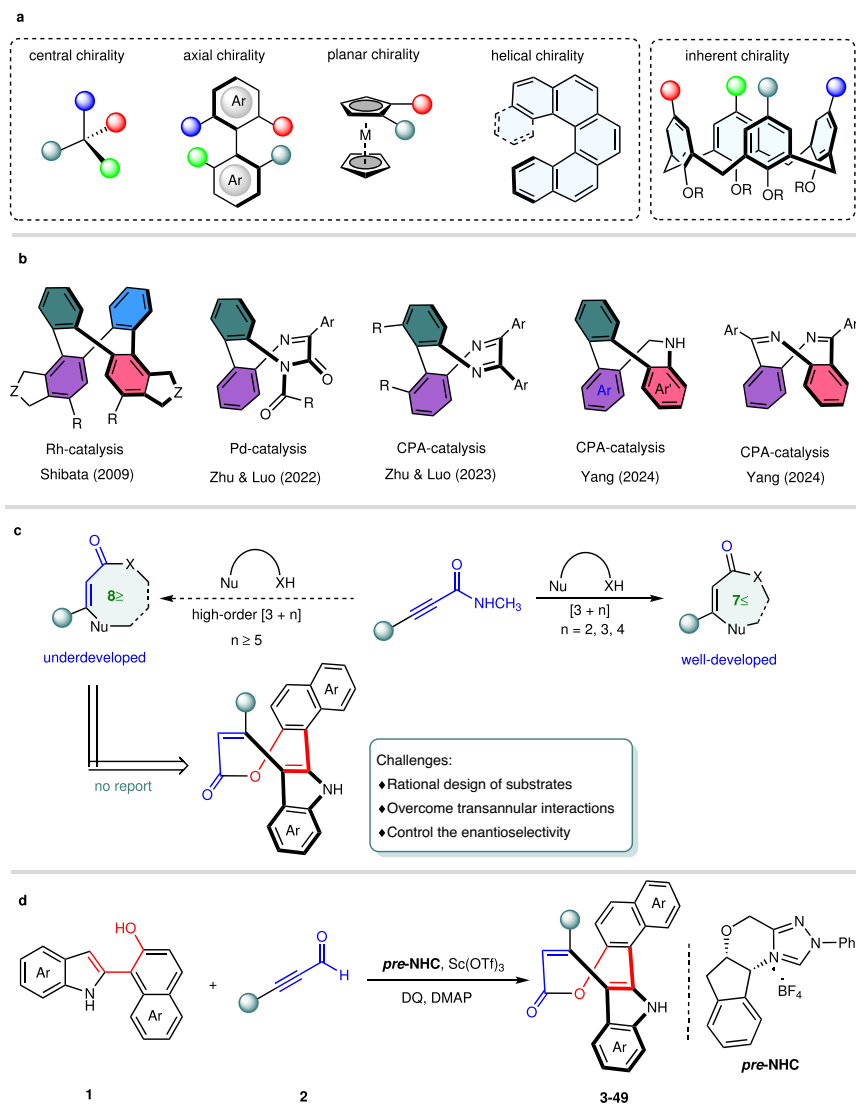 a
central chirality axial chirality planar chirality helical chirality inherent chirality
Ar
Ar
M
OR OR OR RO
b
Z R R Z
N Ar N O O R
R R N N Ar Ar
NH Ar Ar'
Ar N N Ar
Rh-catalysis Pd-catalysis CPA-catalysis CPA-catalysis CPA-catalysis
Shibata (2009) Zhu & Luo (2022) Zhu & Luo (2023) Yang (2024) Yang (2024)
c
O X 8≥ Nu
underdeveloped
Nu XH
high-order [3 + n]
n ≥ 5
O NHCH3
Nu XH
[3 + n]
n = 2, 3, 4
O X 7≤ Nu
well-developed
no report
Ar
O O NH
Ar
Challenges:
♦Rational design of substrates
♦Overcome transannular interactions
♦Control the enantioselectivity
d
HO
Ar N H Ar
+
O H
pre-NHC, Sc(OTf)3
DQ, DMAP
Ar
O O NH
Ar
O N N Ph N
BF4
pre-NHC
1 2 3-49